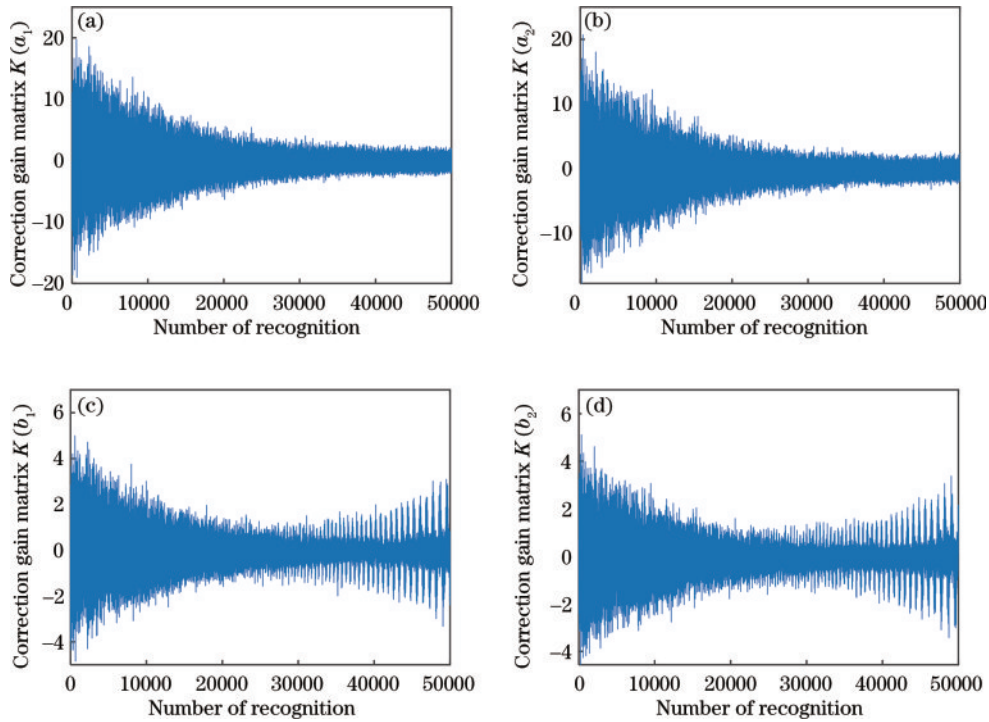 (a)
Correction gain matrix K (a₁)
20
10
0
−10
−20
0 10000 20000 30000 40000 50000
Number of recognition
(b)
Correction gain matrix K (a₂)
20
10
0
−10
0 10000 20000 30000 40000 50000
Number of recognition
(c)
Correction gain matrix K (b₁)
6
4
2
0
−2
−4
0 10000 20000 30000 40000 50000
Number of recognition
(d)
Correction gain matrix K (b₂)
6
4
2
0
−2
−4
0 10000 20000 30000 40000 50000
Number of recognition